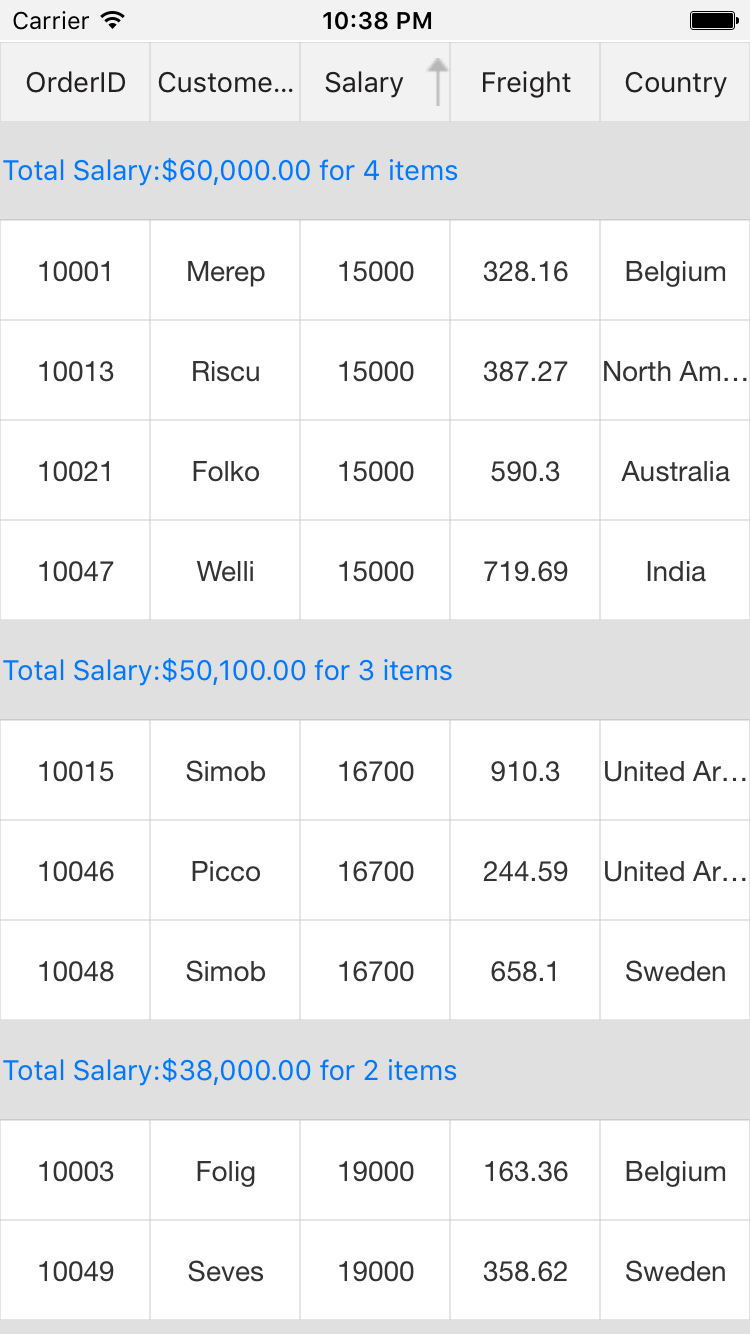 Carrier 10:38 PM
OrderID Custome... Salary Freight Country
Total Salary:$60,000.00 for 4 items
10001 Merep 15000 328.16 Belgium
10013 Riscu 15000 387.27 North Am...
10021 Folko 15000 590.3 Australia
10047 Welli 15000 719.69 India
Total Salary:$50,100.00 for 3 items
10015 Simob 16700 910.3 United Ar...
10046 Picco 16700 244.59 United Ar...
10048 Simob 16700 658.1 Sweden
Total Salary:$38,000.00 for 2 items
10003 Folig 19000 163.36 Belgium
10049 Seves 19000 358.62 Sweden